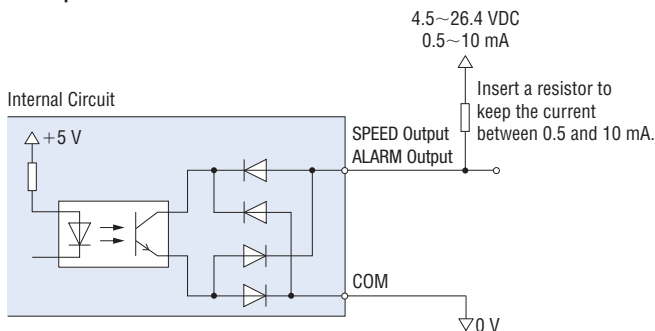 4.5～26.4 VDC
0.5～10 mA
Insert a resistor to
keep the current
between 0.5 and 10 mA.
Internal Circuit
+5 V
SPEED Output
ALARM Output
COM
0 V